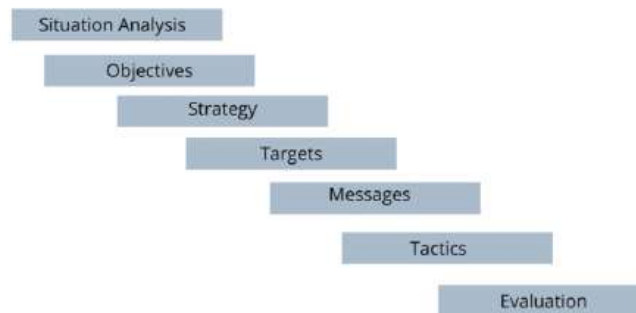 Situation Analysis
Objectives
Strategy
Targets
Messages
Tactics
Evaluation